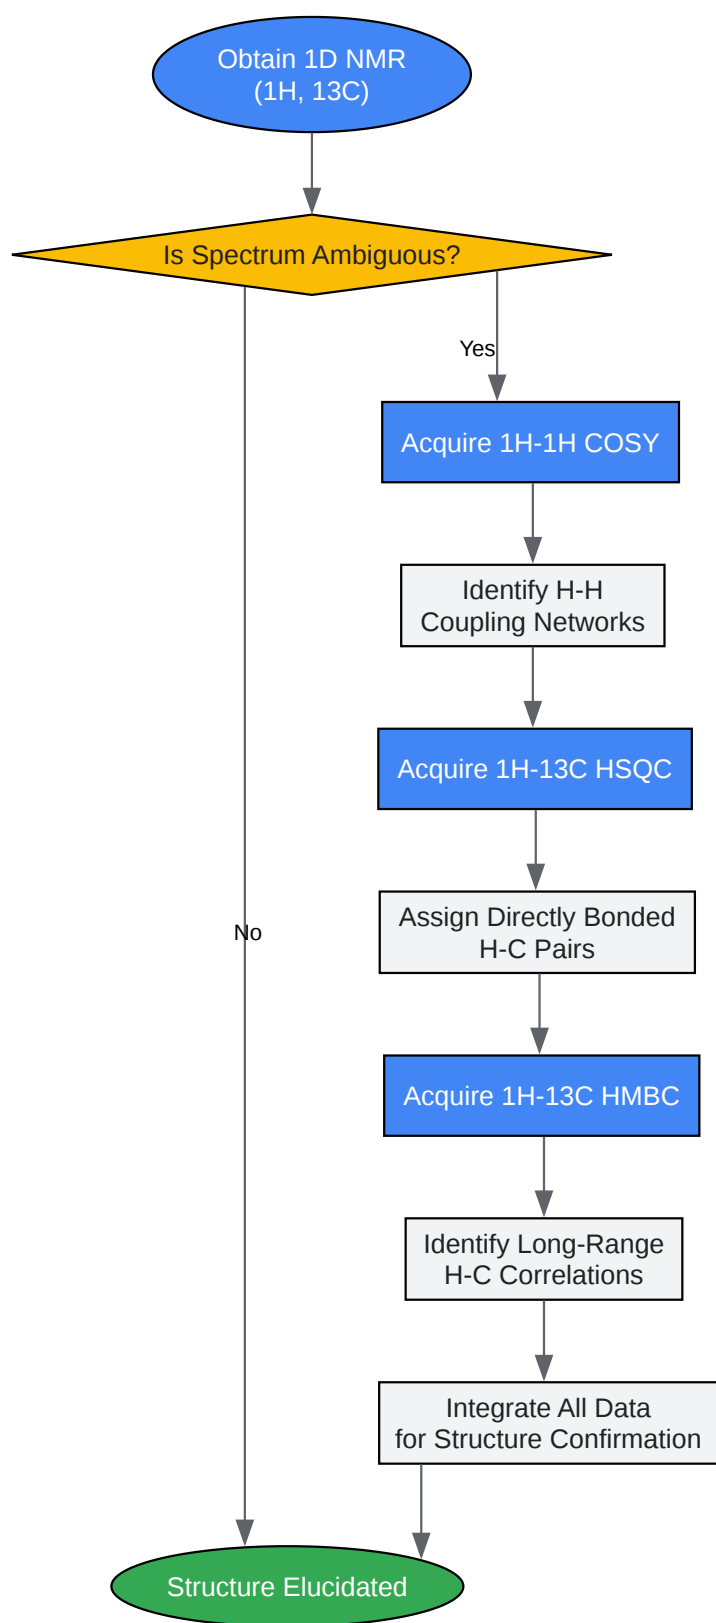 Obtain 1D NMR
(1H, 13C)
Is Spectrum Ambiguous?
Yes
Acquire 1H-1H COSY
Identify H-H
Coupling Networks
Acquire 1H-13C HSQC
Assign Directly Bonded
H-C Pairs
No
Acquire 1H-13C HMBC
Identify Long-Range
H-C Correlations
Integrate All Data
for Structure Confirmation
Structure Elucidated